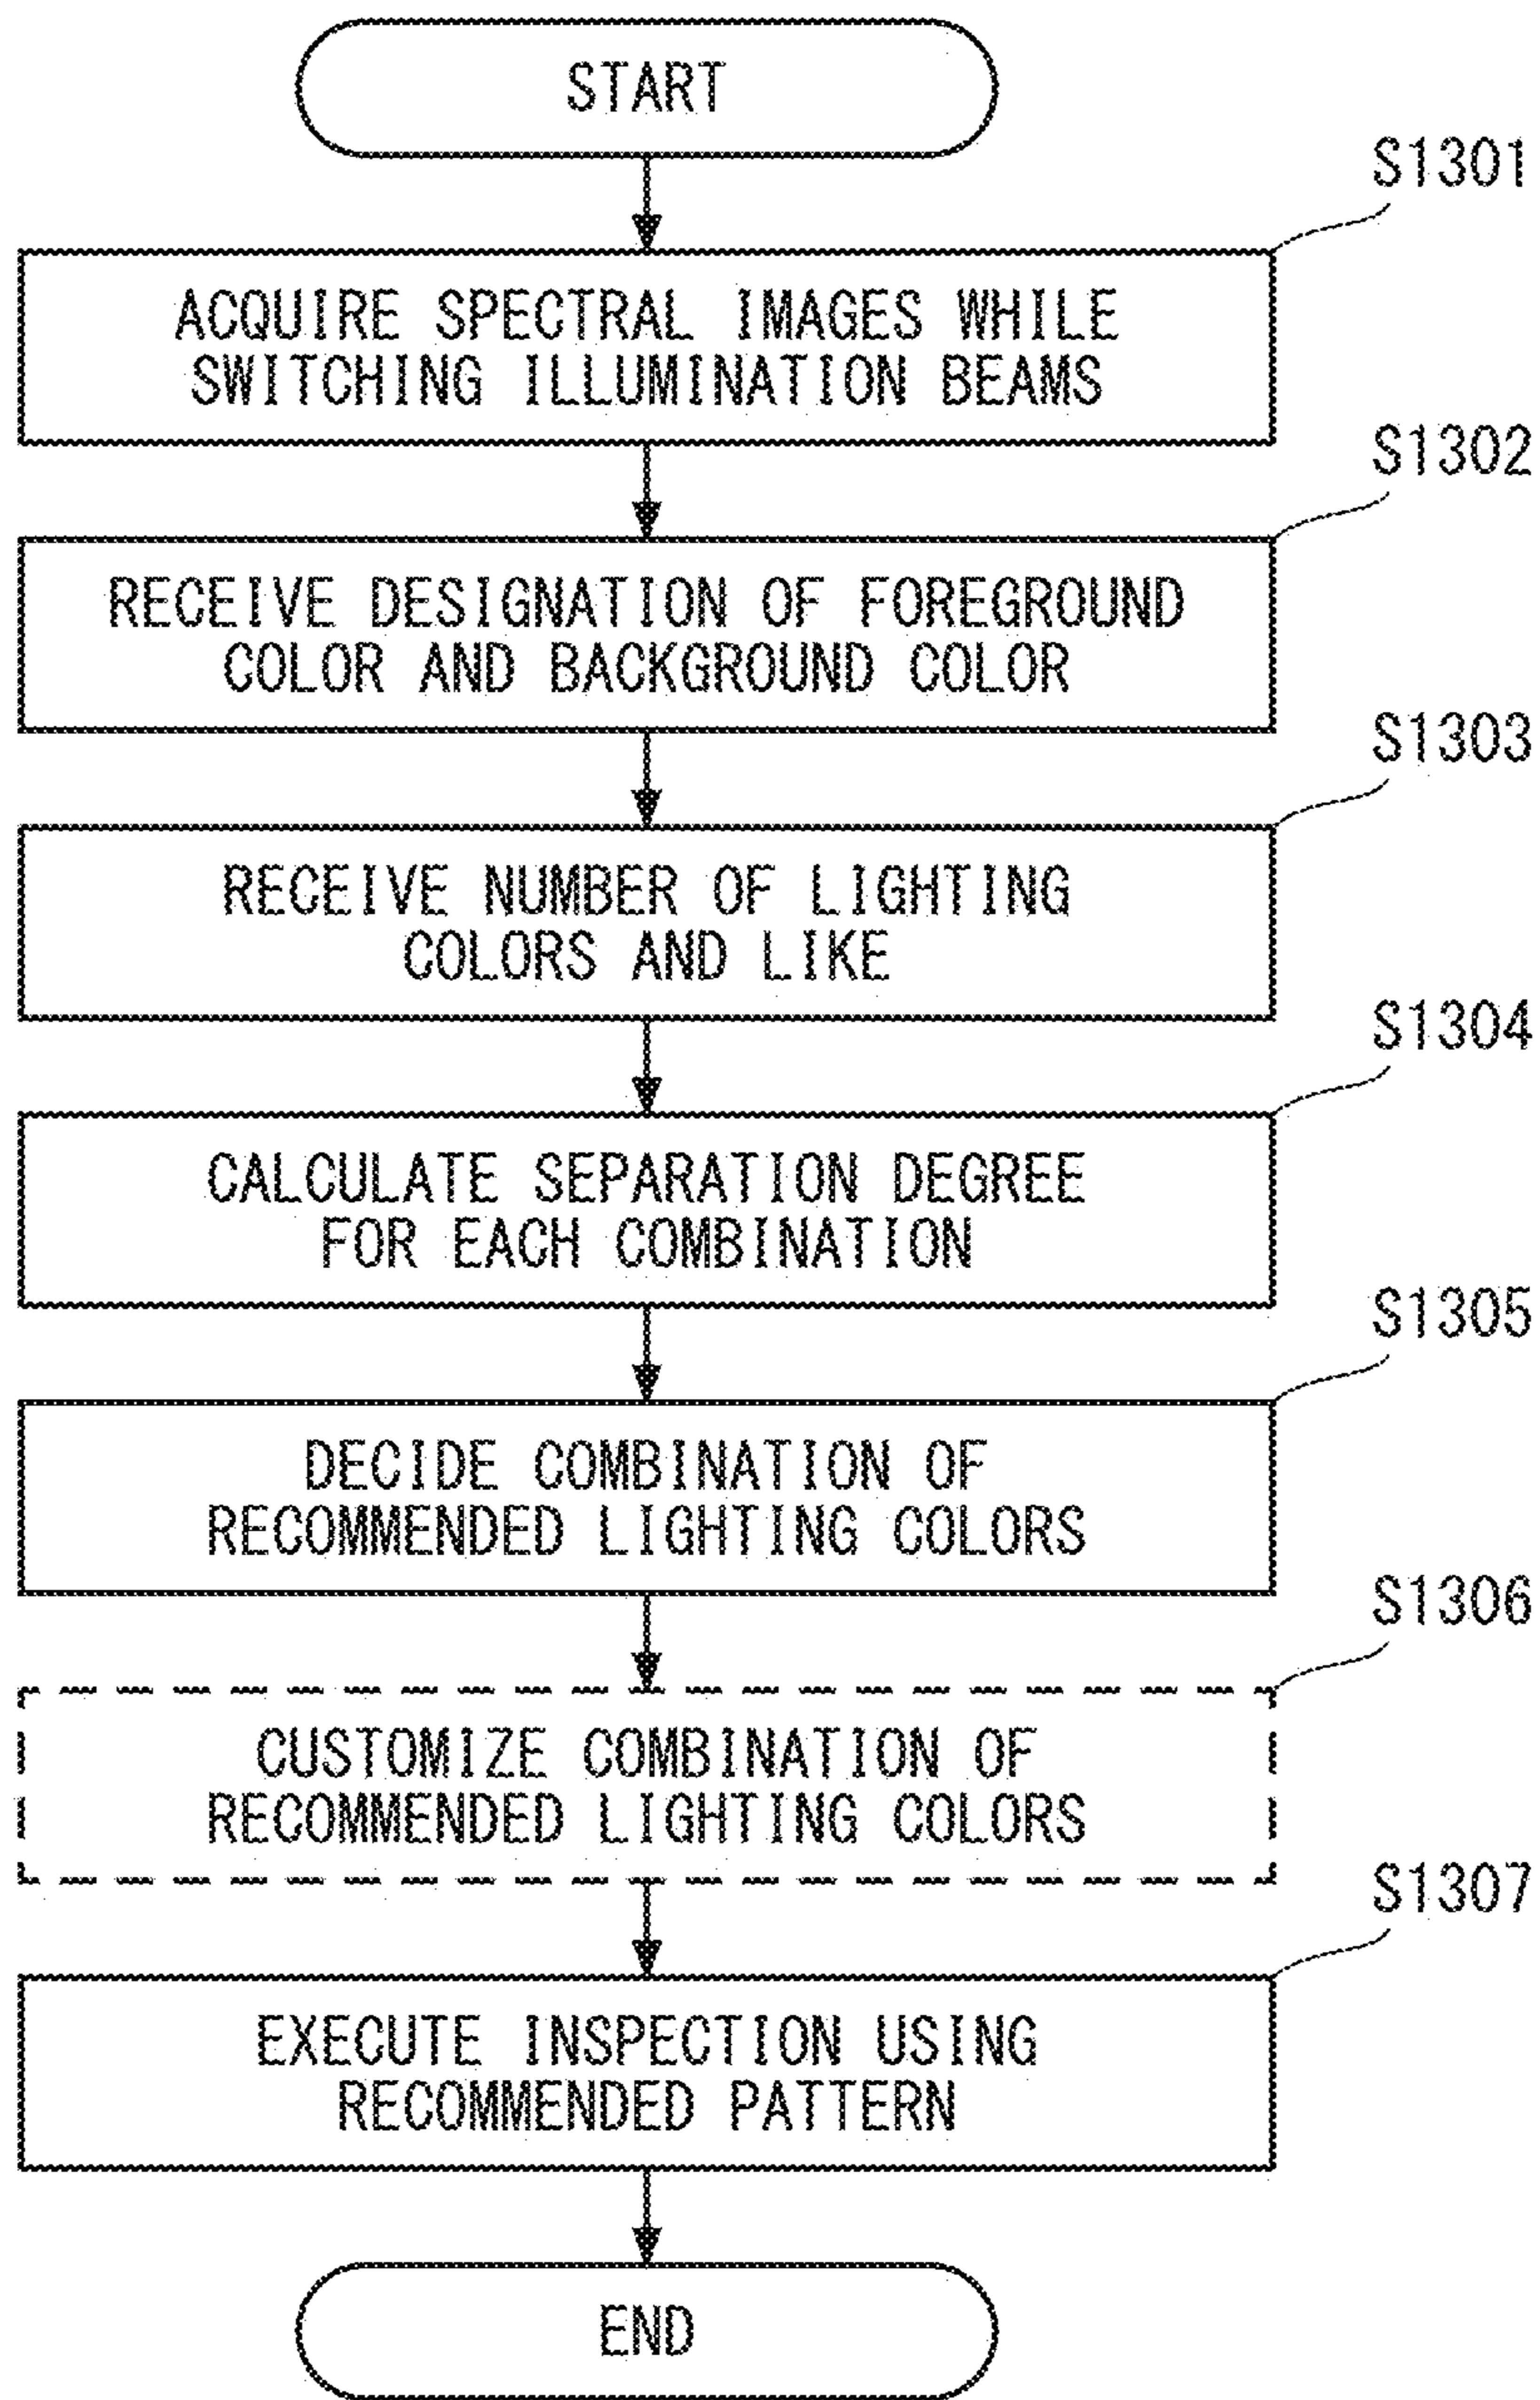 START
S1301
ACQUIRE SPECTRAL IMAGES WHILE
SWITCHING ILLUMINATION BEAMS
S1302
RECEIVE DESIGNATION OF FOREGROUND
COLOR AND BACKGROUND COLOR
S1303
RECEIVE NUMBER OF LIGHTING
COLORS AND LIKE
S1304
CALCULATE SEPARATION DEGREE
FOR EACH COMBINATION
S1305
DECIDE COMBINATION OF
RECOMMENDED LIGHTING COLORS
S1306
CUSTOMIZE COMBINATION OF
RECOMMENDED LIGHTING COLORS
S1307
EXECUTE INSPECTION USING
RECOMMENDED PATTERN
END